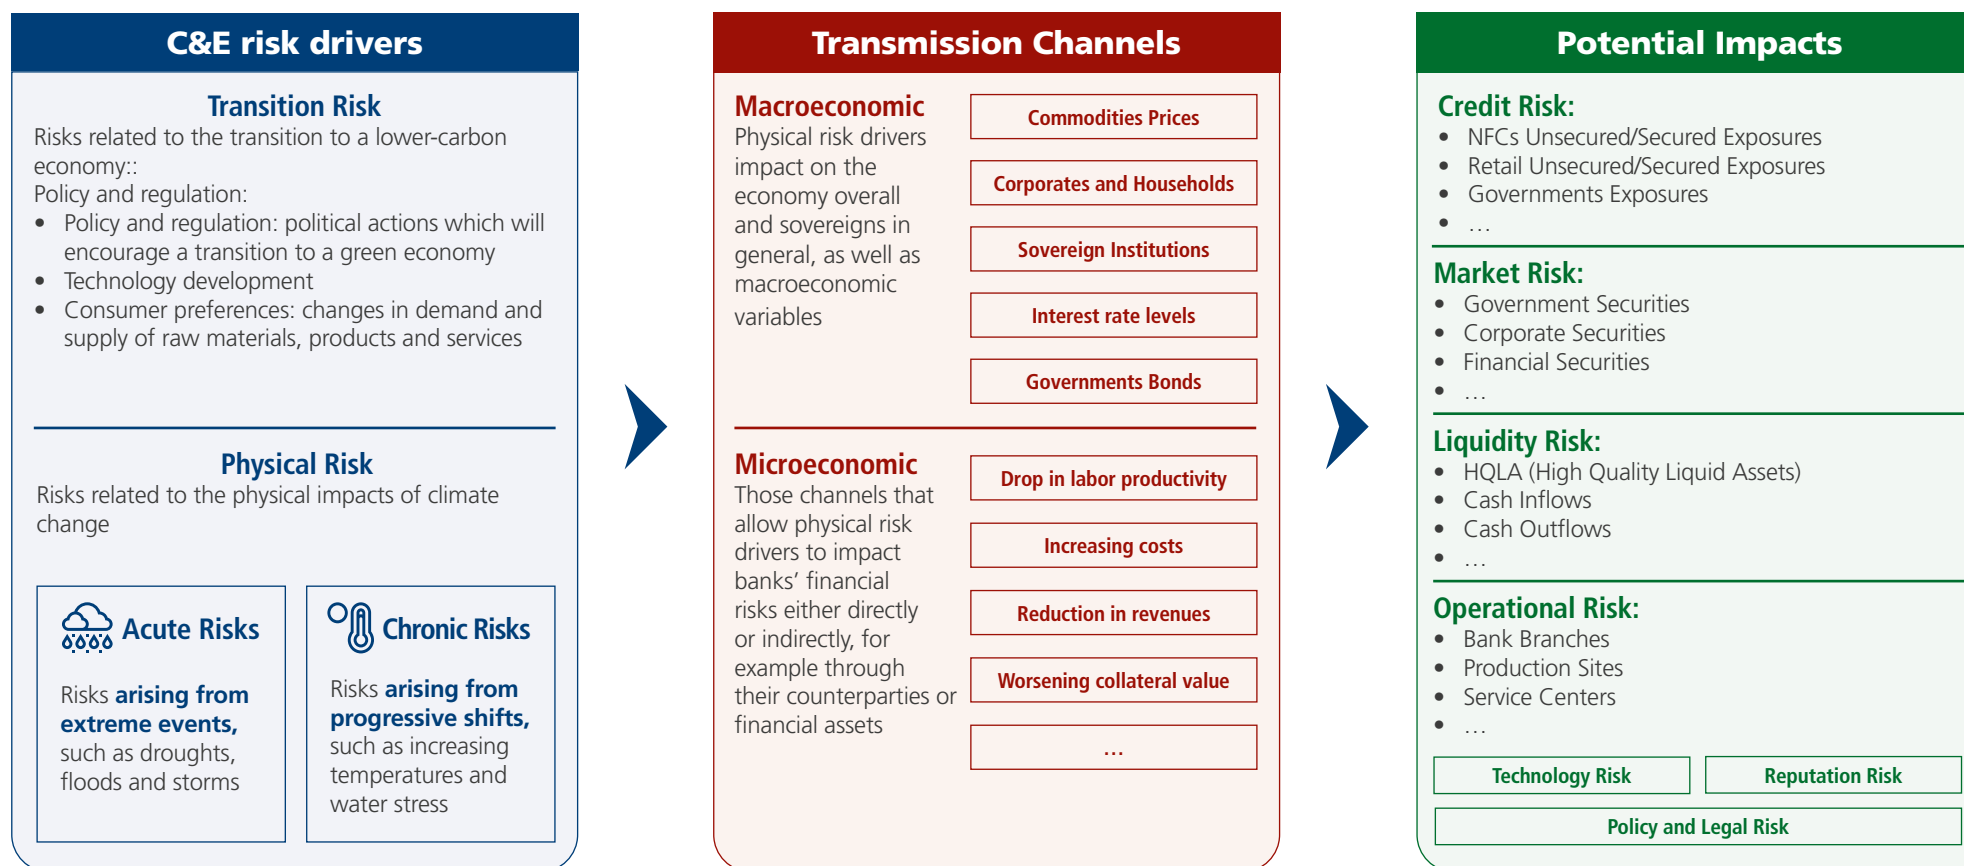 C&E risk drivers
Transition Risk
Risks related to the transition to a lower-carbon
economy::
Policy and regulation:
• Policy and regulation: political actions which will
encourage a transition to a green economy
• Technology development
• Consumer preferences: changes in demand and
supply of raw materials, products and services
Physical Risk
Risks related to the physical impacts of climate
change
Acute Risks
Risks arising from
extreme events,
such as droughts,
floods and storms
Chronic Risks
Risks arising from
progressive shifts,
such as increasing
temperatures and
water stress
Transmission Channels
Macroeconomic
Physical risk drivers
impact on the
economy overall
and sovereigns in
general, as well as
macroeconomic
variables
Commodities Prices
Corporates and Households
Sovereign Institutions
Interest rate levels
Governments Bonds
Microeconomic
Those channels that
allow physical risk
drivers to impact
banks’ financial
risks either directly
or indirectly, for
example through
their counterparties or
financial assets
Drop in labor productivity
Increasing costs
Reduction in revenues
Worsening collateral value
…
Potential Impacts
Credit Risk:
• NFCs Unsecured/Secured Exposures
• Retail Unsecured/Secured Exposures
• Governments Exposures
• …
Market Risk:
• Government Securities
• Corporate Securities
• Financial Securities
• …
Liquidity Risk:
• HQLA (High Quality Liquid Assets)
• Cash Inflows
• Cash Outflows
• …
Operational Risk:
• Bank Branches
• Production Sites
• Service Centers
• …
Technology Risk
Reputation Risk
Policy and Legal Risk